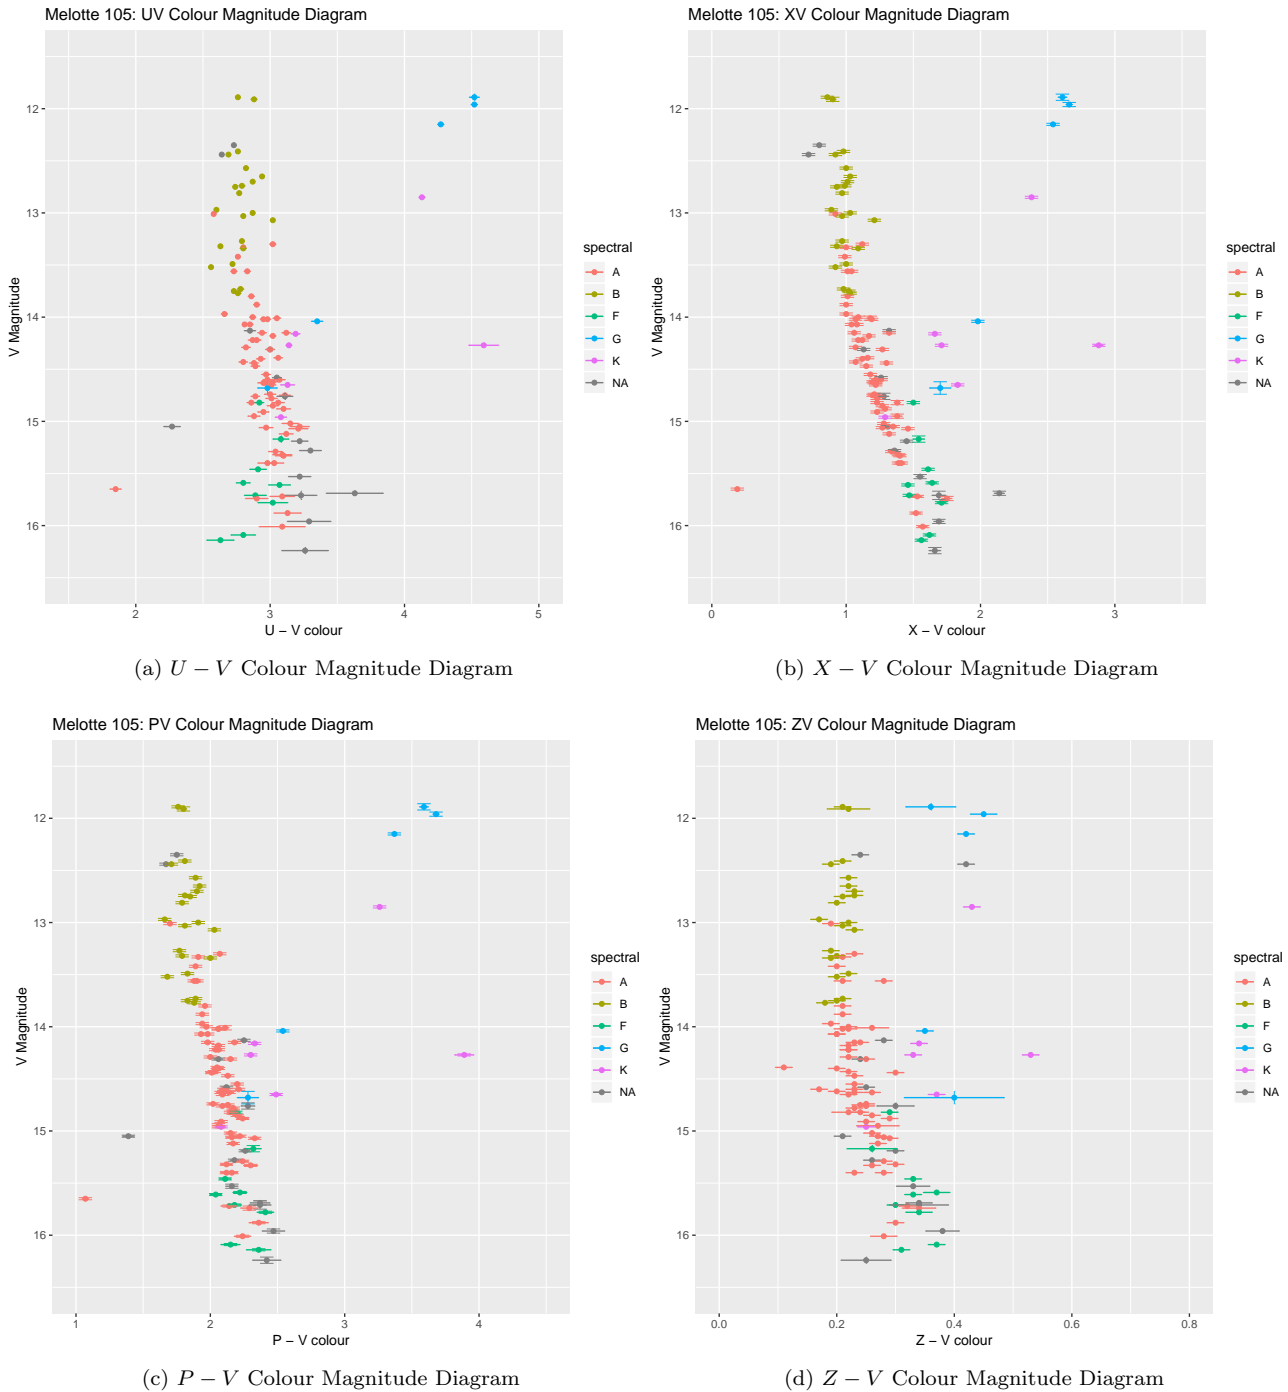 Melotte 105: UV Colour Magnitude Diagram
12
13
14
15
16
V Magnitude
2
3
4
5
U − V colour
spectral
A
B
F
G
K
NA
(a) U − V Colour Magnitude Diagram
Melotte 105: XV Colour Magnitude Diagram
12
13
14
15
16
V Magnitude
0
1
2
3
X − V colour
spectral
A
B
F
G
K
NA
(b) X − V Colour Magnitude Diagram
Melotte 105: PV Colour Magnitude Diagram
12
13
14
15
16
V Magnitude
1
2
3
4
P − V colour
spectral
A
B
F
G
K
NA
(c) P − V Colour Magnitude Diagram
Melotte 105: ZV Colour Magnitude Diagram
12
13
14
15
16
V Magnitude
0.0
0.2
0.4
0.6
0.8
Z − V colour
spectral
A
B
F
G
K
NA
(d) Z − V Colour Magnitude Diagram